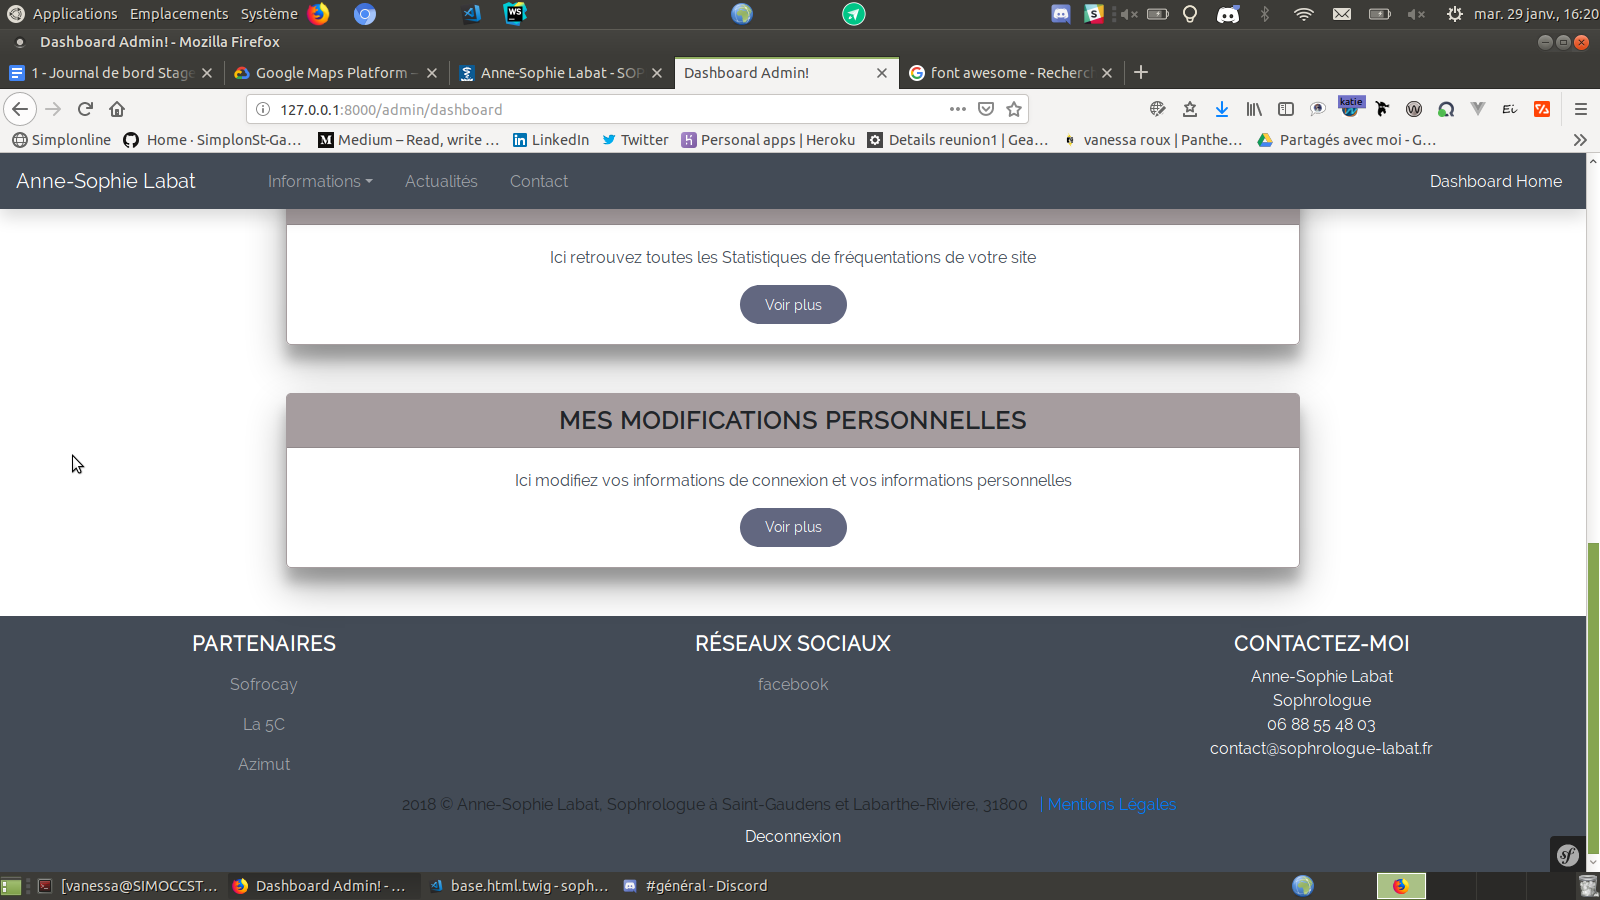 Applications Emplacements Système mar. 29 janv., 16:20
Dashboard Admin! - Mozilla Firefox
1 - Journal de bord Stage Google Maps Platform - Anne-Sophie Labat - SOP Dashboard Admin! font awesome - Recherc
127.0.0.1:8000/admin/dashboard katie
Simplonline Home · SimplonSt-Ga… Medium – Read, write … LinkedIn Twitter Personal apps | Heroku Details reunion1 | Gea… vanessa roux | Panthe… Partagés avec moi - G…
Anne-Sophie Labat Informations Actualités Contact Dashboard Home
Ici retrouvez toutes les Statistiques de fréquentations de votre site
Voir plus
MES MODIFICATIONS PERSONNELLES
Ici modifiez vos informations de connexion et vos informations personnelles
Voir plus
PARTENAIRES RÉSEAUX SOCIAUX CONTACTEZ-MOI
Sofrocay facebook Anne-Sophie Labat
Sophrologue
La 5C 06 88 55 48 03
contact@sophrologue-labat.fr
Azimut
2018 © Anne-Sophie Labat, Sophrologue à Saint-Gaudens et Labarthe-Rivière, 31800 | Mentions Légales
Deconnexion
[vanessa@SIMOCCST… Dashboard Admin! - … base.html.twig - soph… #général - Discord